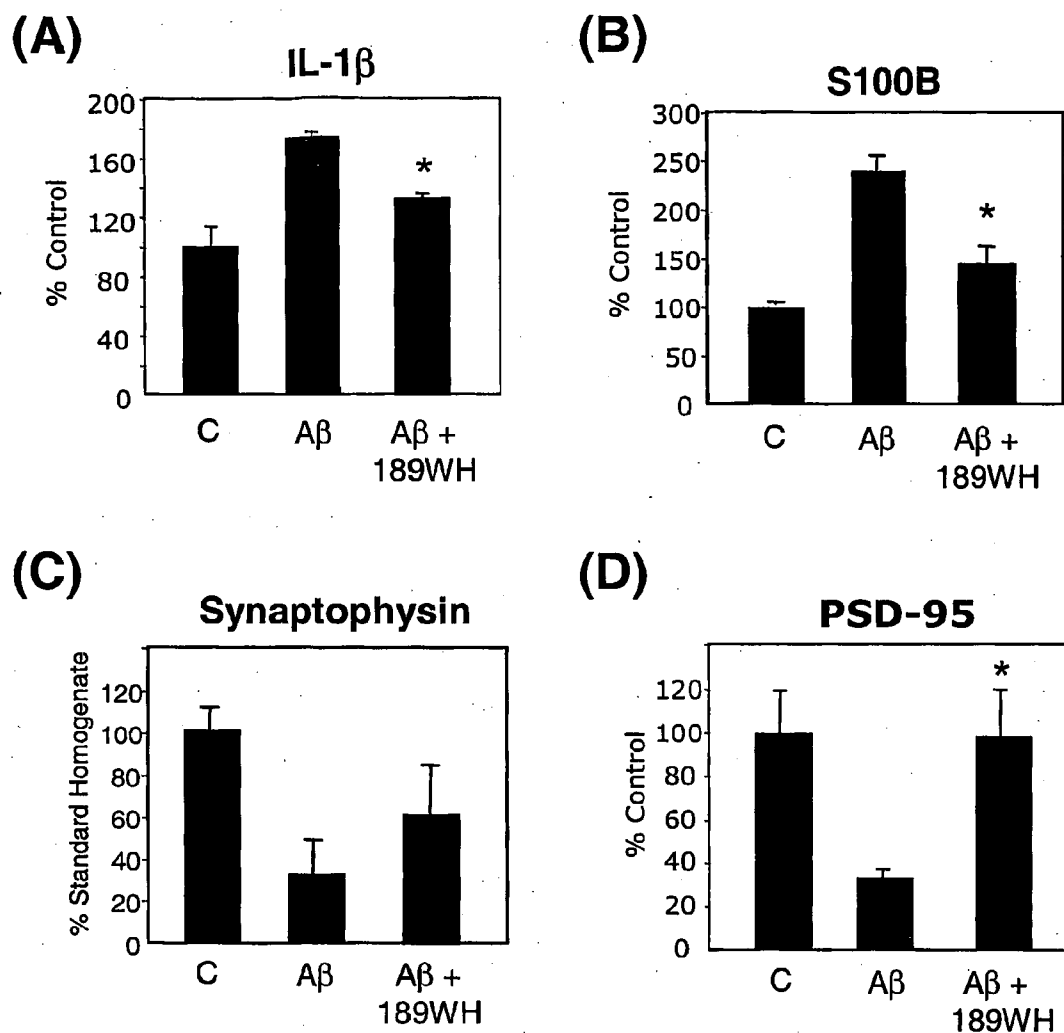 (A)
IL-1β
% Control
200
160
120
80
40
0
C
Aβ
Aβ +
189WH
*
(B)
S100B
% Control
300
250
200
150
100
50
0
C
Aβ
Aβ +
189WH
*
(C)
Synaptophysin
% Standard Homogenate
120
100
80
60
40
20
0
C
Aβ
Aβ +
189WH
(D)
PSD-95
% Control
120
100
80
60
40
20
0
C
Aβ
Aβ +
189WH
*